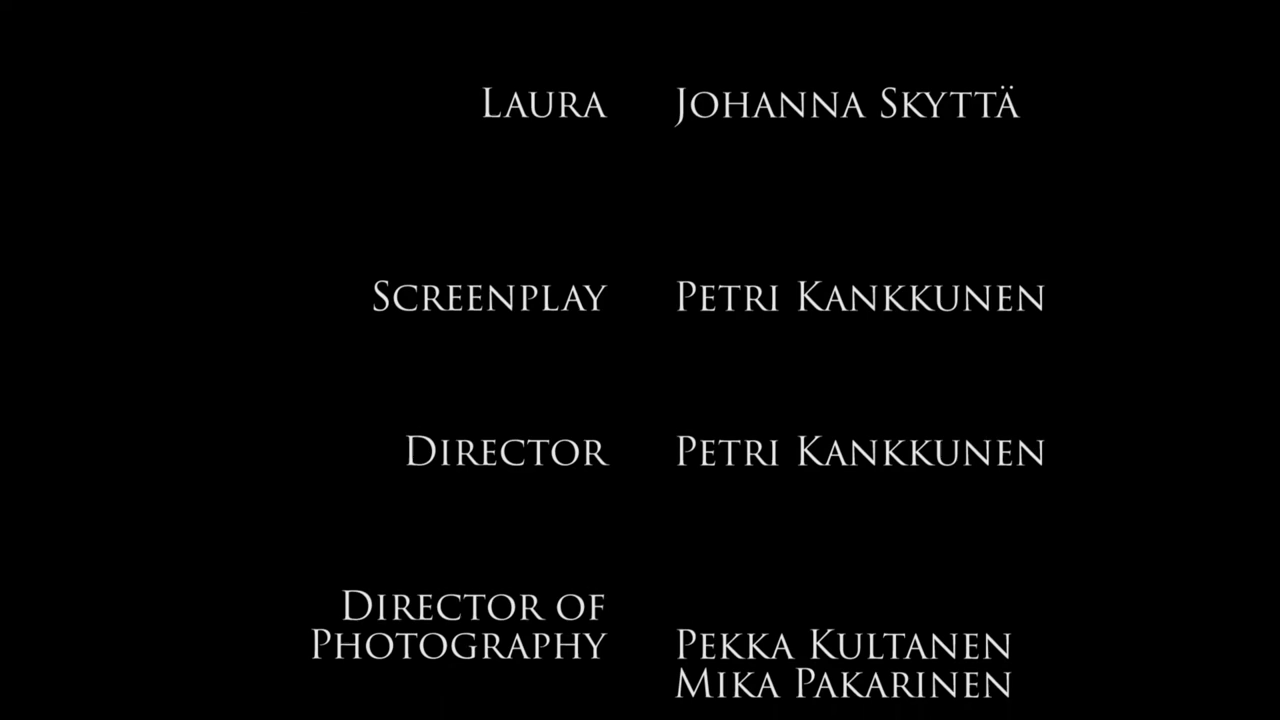 Laura Johanna Skyttä
Screenplay Petri Kankkunen
Director Petri Kankkunen
Director of
Photography Pekka Kultanen
Mika Pakarinen